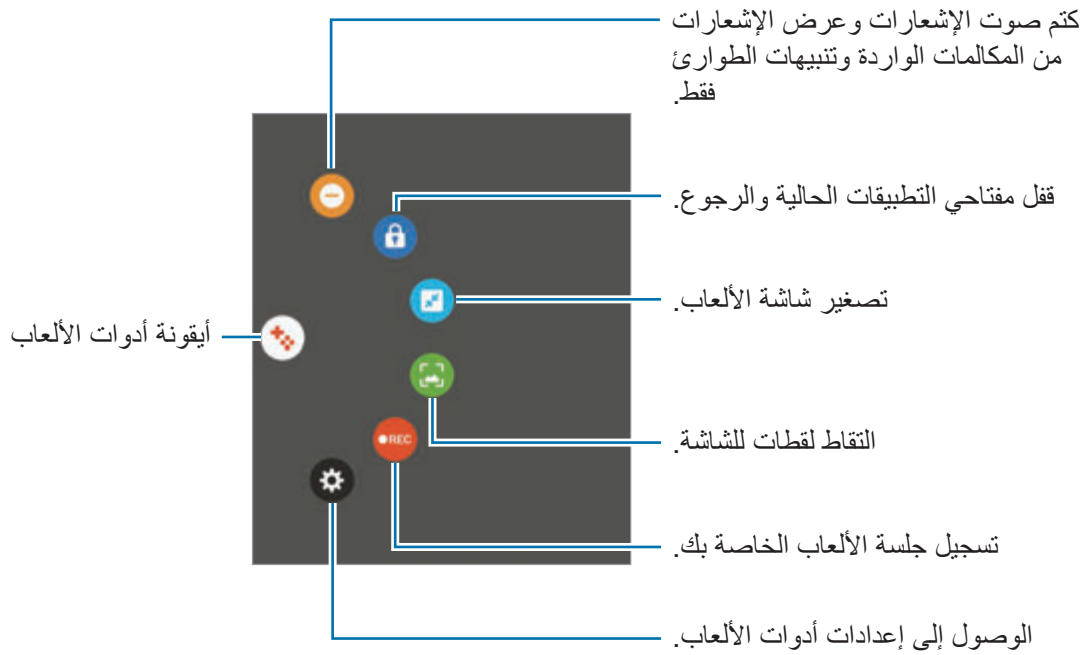 كتم صوت الإشعارات وعرض الإشعارات
من المكالمات الواردة وتنبيهات الطوارئ
فقط.
قفل مفتاحي التطبيقات الحالية والرجوع.
تصغير شاشة الألعاب.
أيقونة أدوات الألعاب
التقاط لقطات للشاشة.
REC
تسجيل جلسة الألعاب الخاصة بك.
الوصول إلى إعدادات أدوات الألعاب.